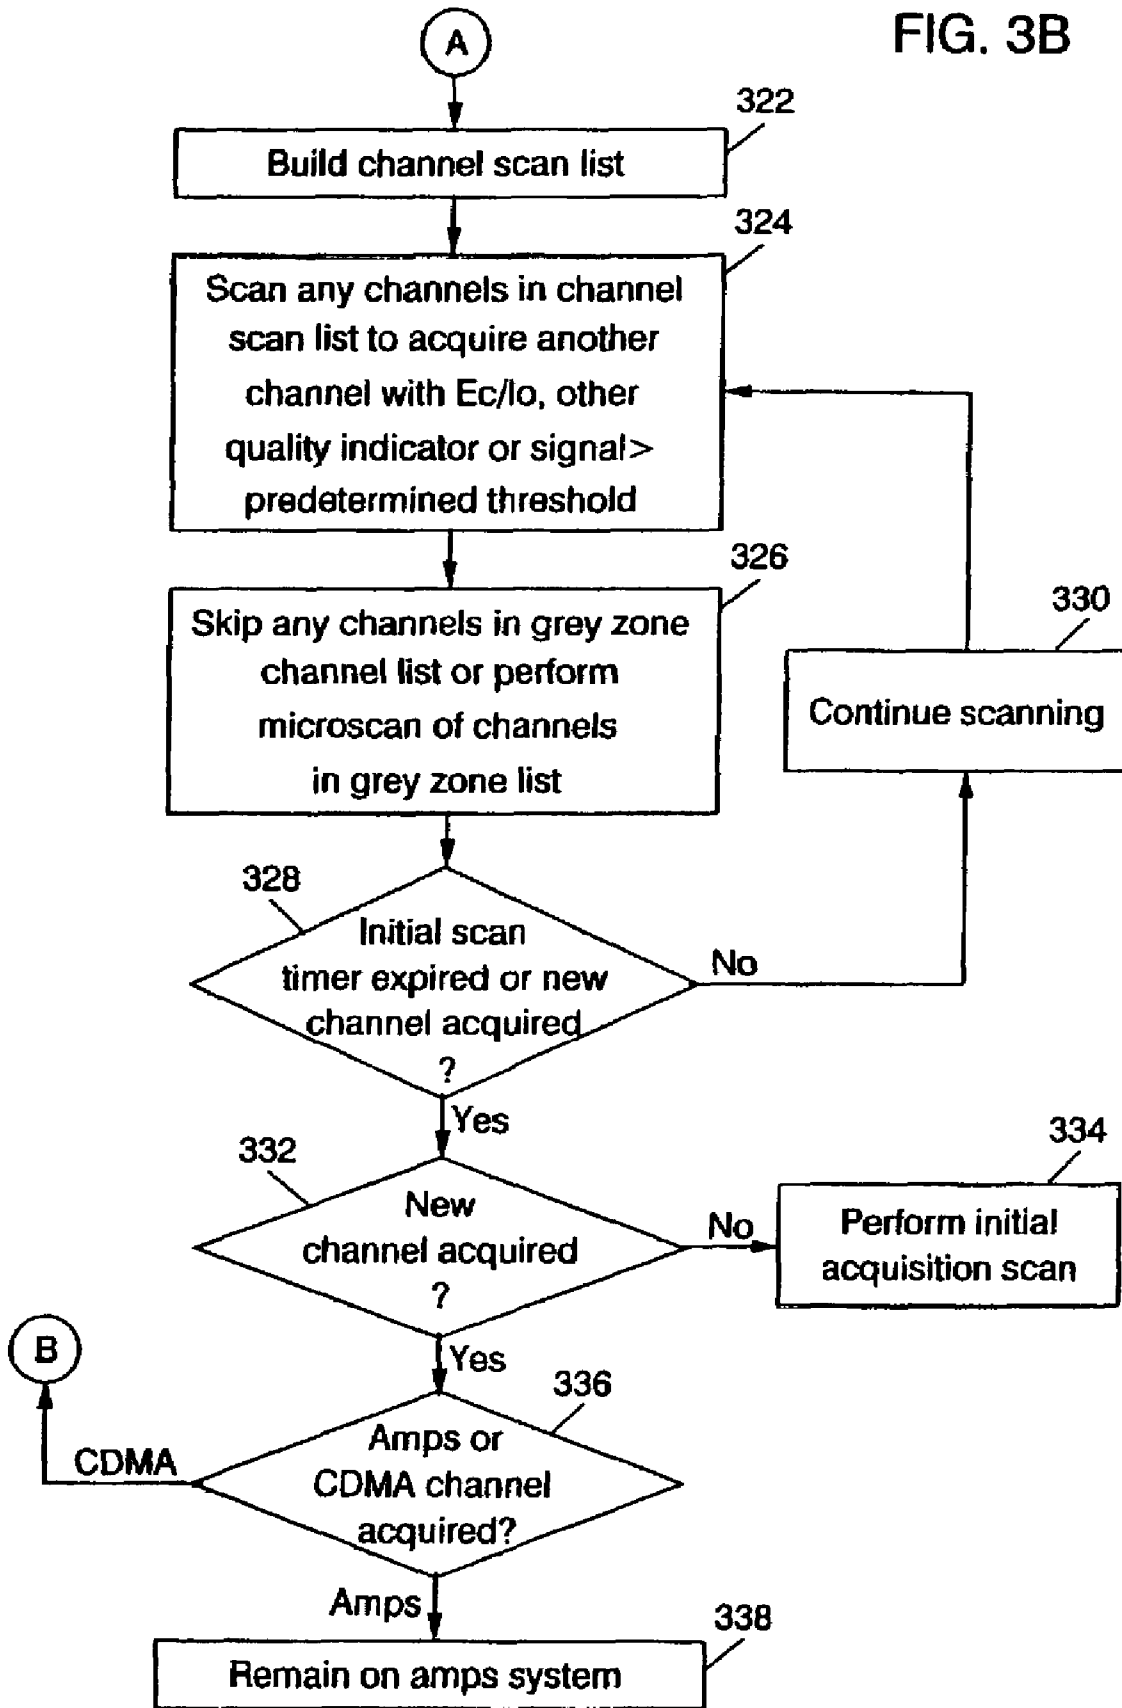 FIG. 3B
A
322
Build channel scan list
324
Scan any channels in channel
scan list to acquire another
channel with Ec/Io, other
quality indicator or signal>
predetermined threshold
326
Skip any channels in grey zone
channel list or perform
microscan of channels
in grey zone list
330
Continue scanning
328
Initial scan
timer expired or new
channel acquired
?
No
Yes
332
New
channel acquired
?
No
334
Perform initial
acquisition scan
Yes
B
CDMA
336
Amps or
CDMA channel
acquired?
Amps
338
Remain on amps system